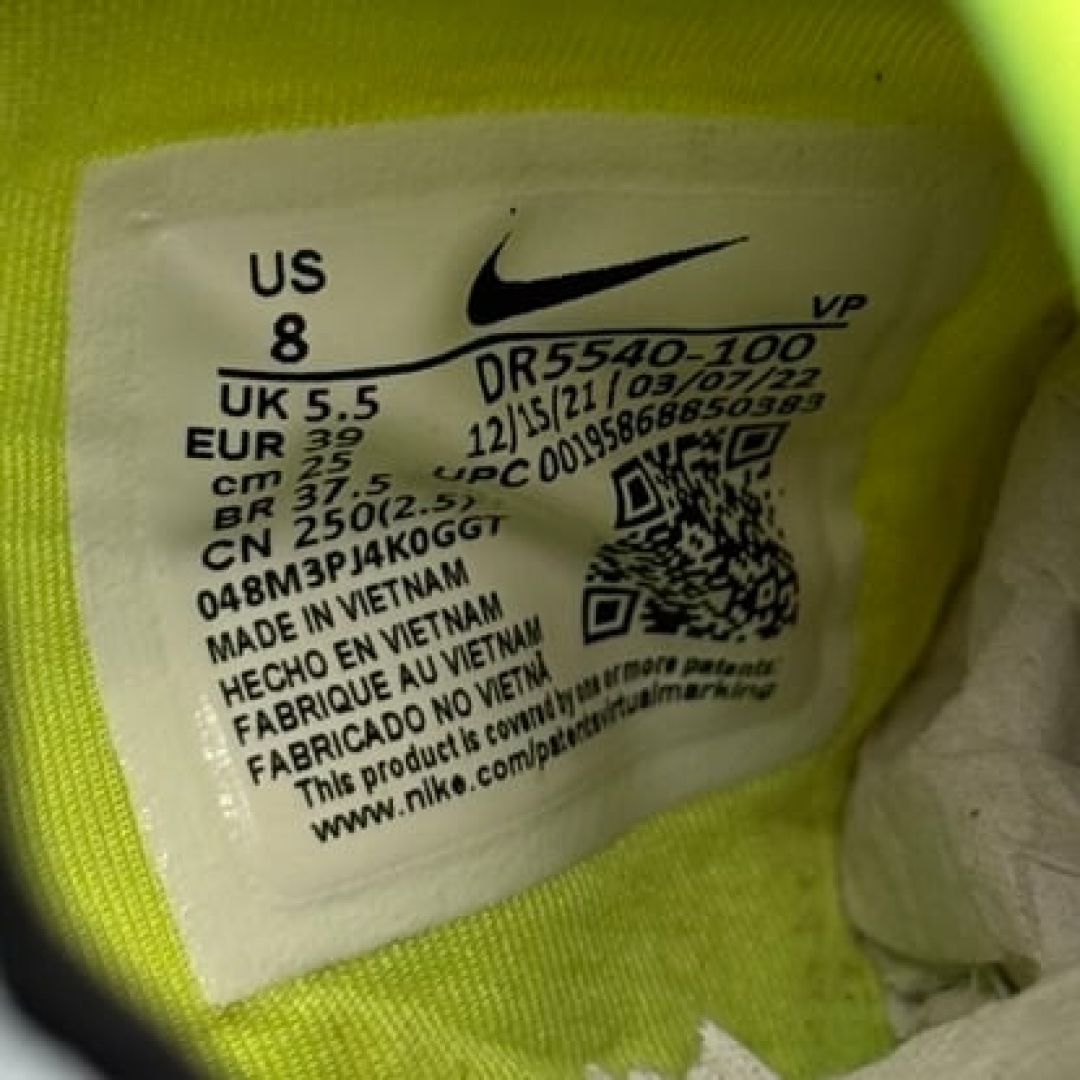 US
8
VP
UK 5.5
EUR 39
cm 25
BR 37.5
CN 250(2.5)
DR5540-100
12/15/21 / 03/07/22
UPC 00195868850383
048M3PJ4K0GGT
MADE IN VIETNAM
HECHO EN VIETNAM
FABRIQUE AU VIETNAM
FABRICADO NO VIETNÃ
This product is covered by one or more patents:
www.nike.com/patentsvirtualmarking